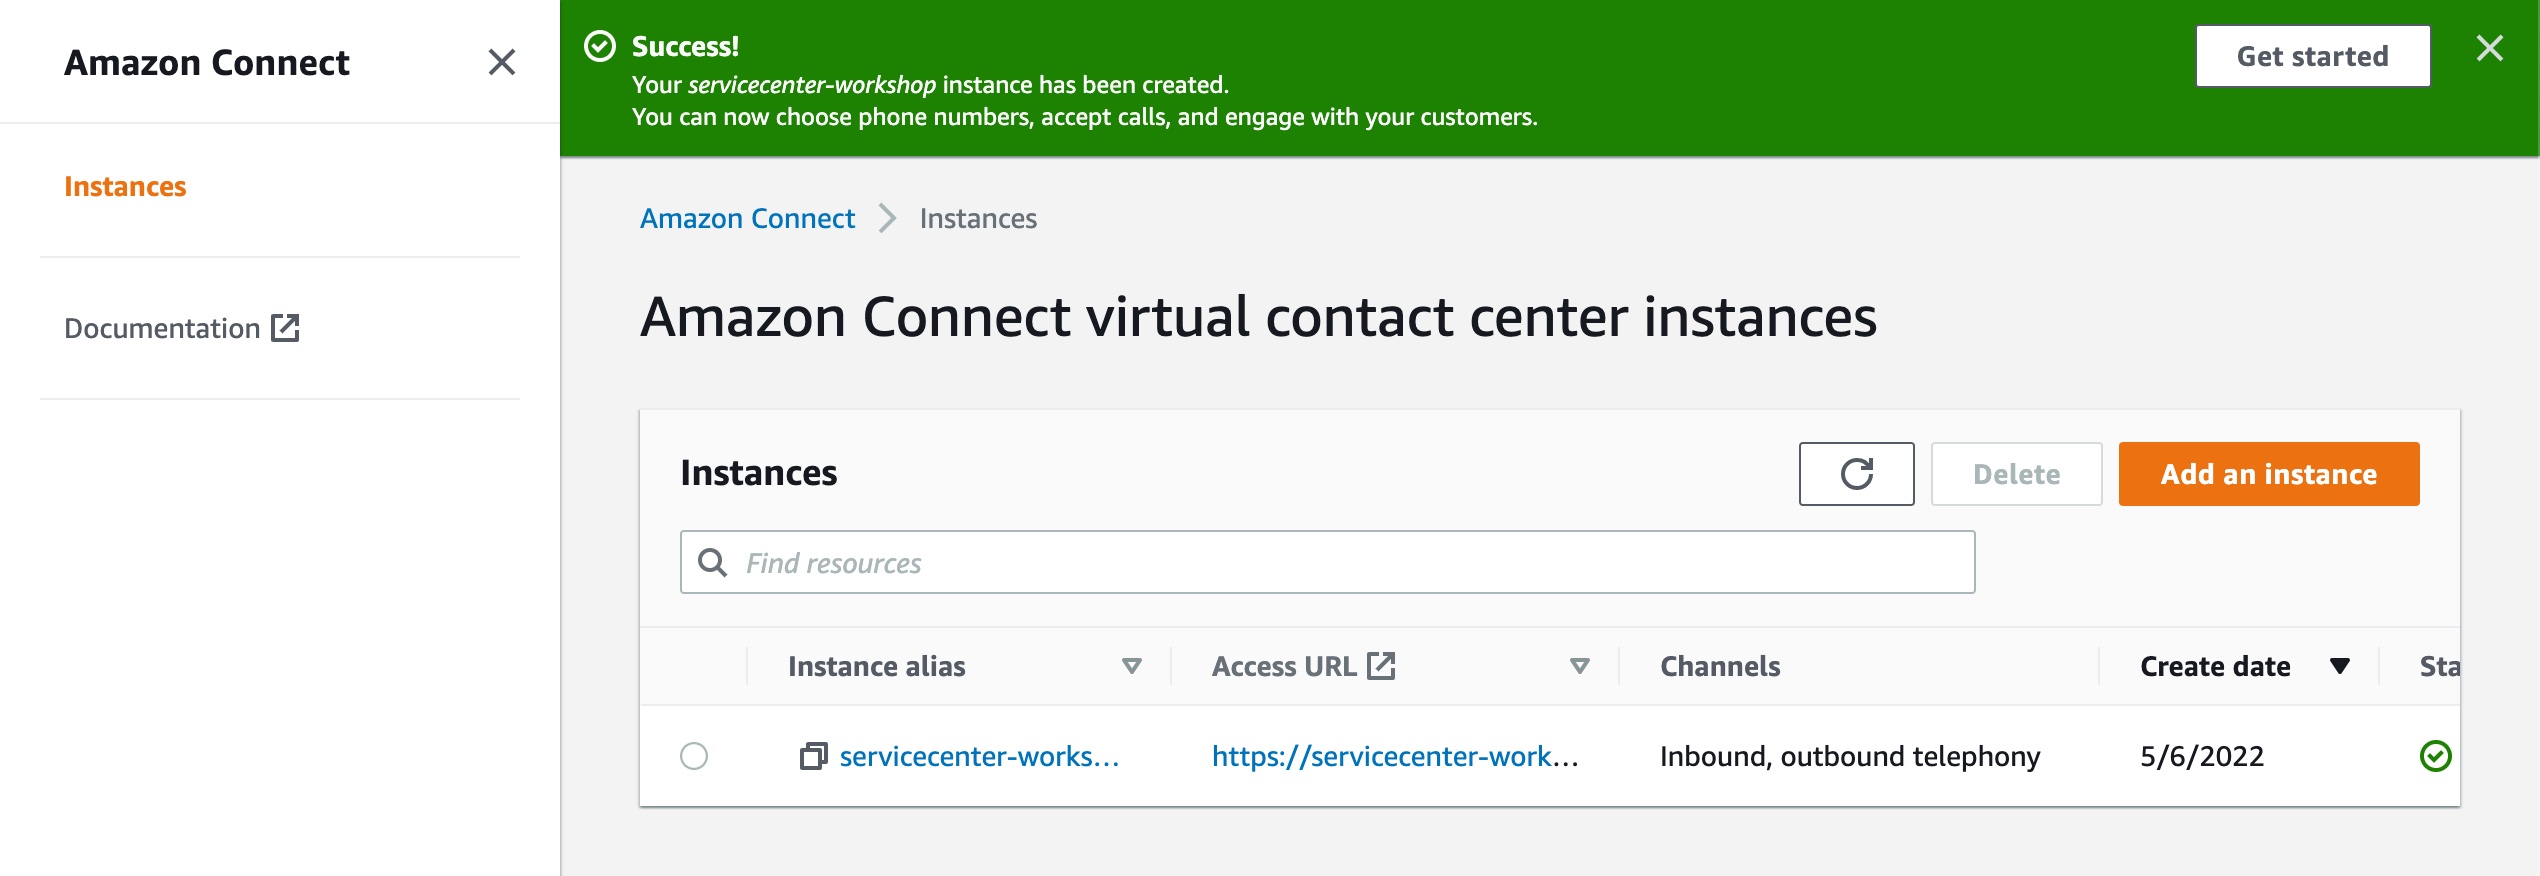 Amazon Connect
Instances
Documentation
Success!
Your servicecenter-workshop instance has been created.
You can now choose phone numbers, accept calls, and engage with your customers.
Get started
Amazon Connect Instances
Amazon Connect virtual contact center instances
Instances
Delete
Add an instance
Find resources
Instance alias Access URL Channels Create date Sta
servicecenter-works... https://servicecenter-work... Inbound, outbound telephony 5/6/2022